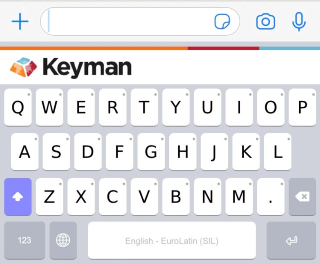 Keyman
Q W E R T Y U I O P
A S D F G H J K L
Z X C V B N M .
123 English - EuroLatin (SIL)